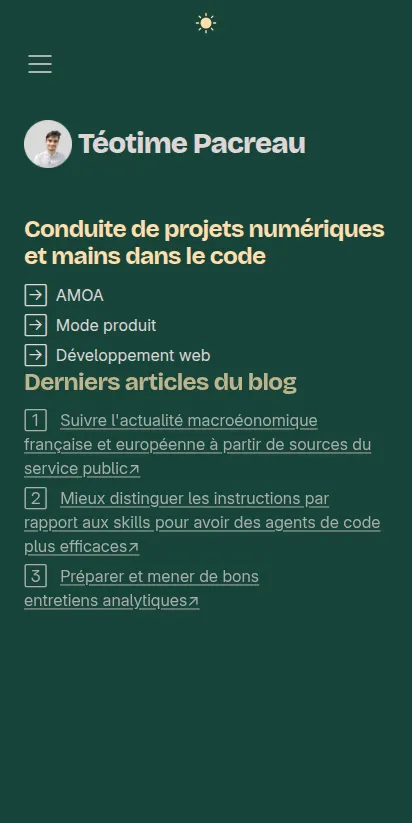 Téotime Pacreau
Conduite de projets numériques
et mains dans le code
→ AMOA
→ Mode produit
→ Développement web
Derniers articles du blog
1 Suivre l'actualité macroéonomique
française et européenne à partir de sources du
service public↗
2 Mieux distinguer les instructions par
rapport aux skills pour avoir des agents de code
plus efficaces↗
3 Préparer et mener de bons
entretiens analytiques↗